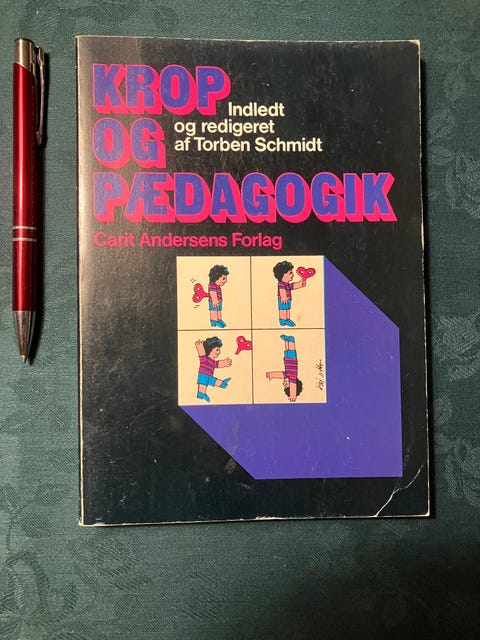 KROP
Indledt
og redigeret
OG
af Torben Schmidt
PÆDAGOGIK
Carit Andersens Forlag